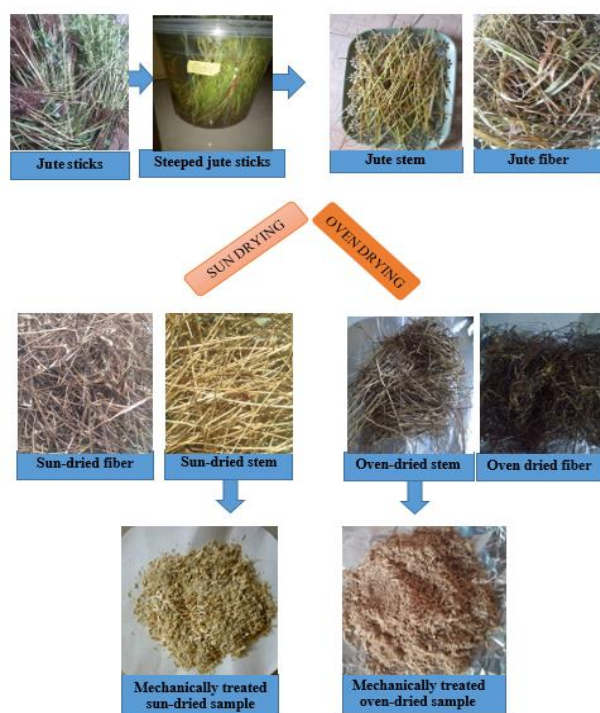 Jute sticks
Steeped jute sticks
Jute stem
Jute fiber
SUN DRYING
OVEN DRYING
Sun-dried fiber
Sun-dried stem
Oven-dried stem
Oven dried fiber
Mechanically treated
sun-dried sample
Mechanically treated
oven-dried sample